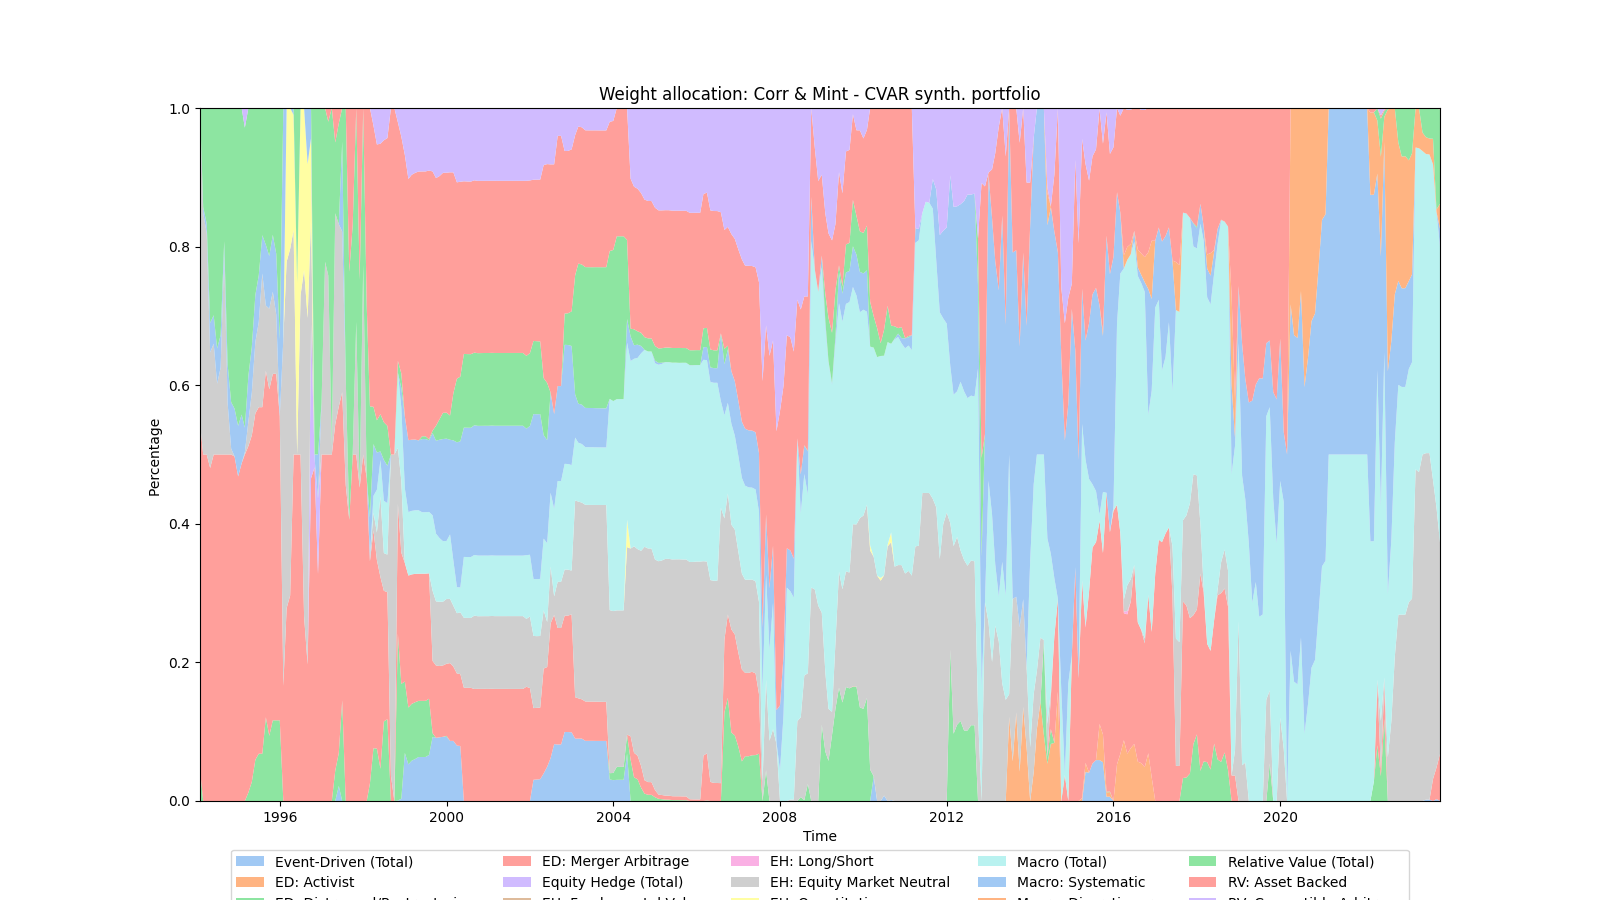 Weight allocation: Corr & Mint - CVAR synth. portfolio
1.0
0.8
0.6
0.4
0.2
0.0
Percentage
1996 2000 2004 2008 2012 2016 2020
Time
Event-Driven (Total) ED: Merger Arbitrage EH: Long/Short Macro (Total) Relative Value (Total)
ED: Activist Equity Hedge (Total) EH: Equity Market Neutral Macro: Systematic RV: Asset Backed